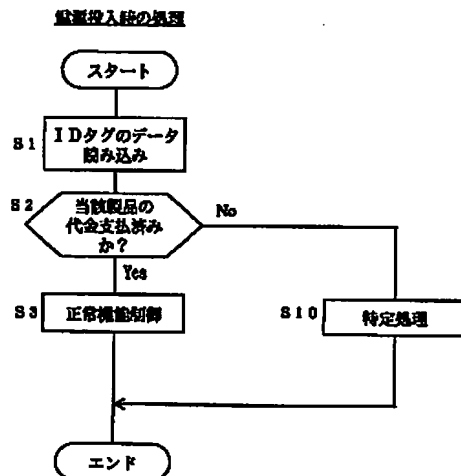 電源投入時の処理
スタート
S1
IDタグのデータ
読み込み
S2
当該製品の
代金支払済み
か？
No
Yes
S3
正常機能制御
S10
特定処理
エンド